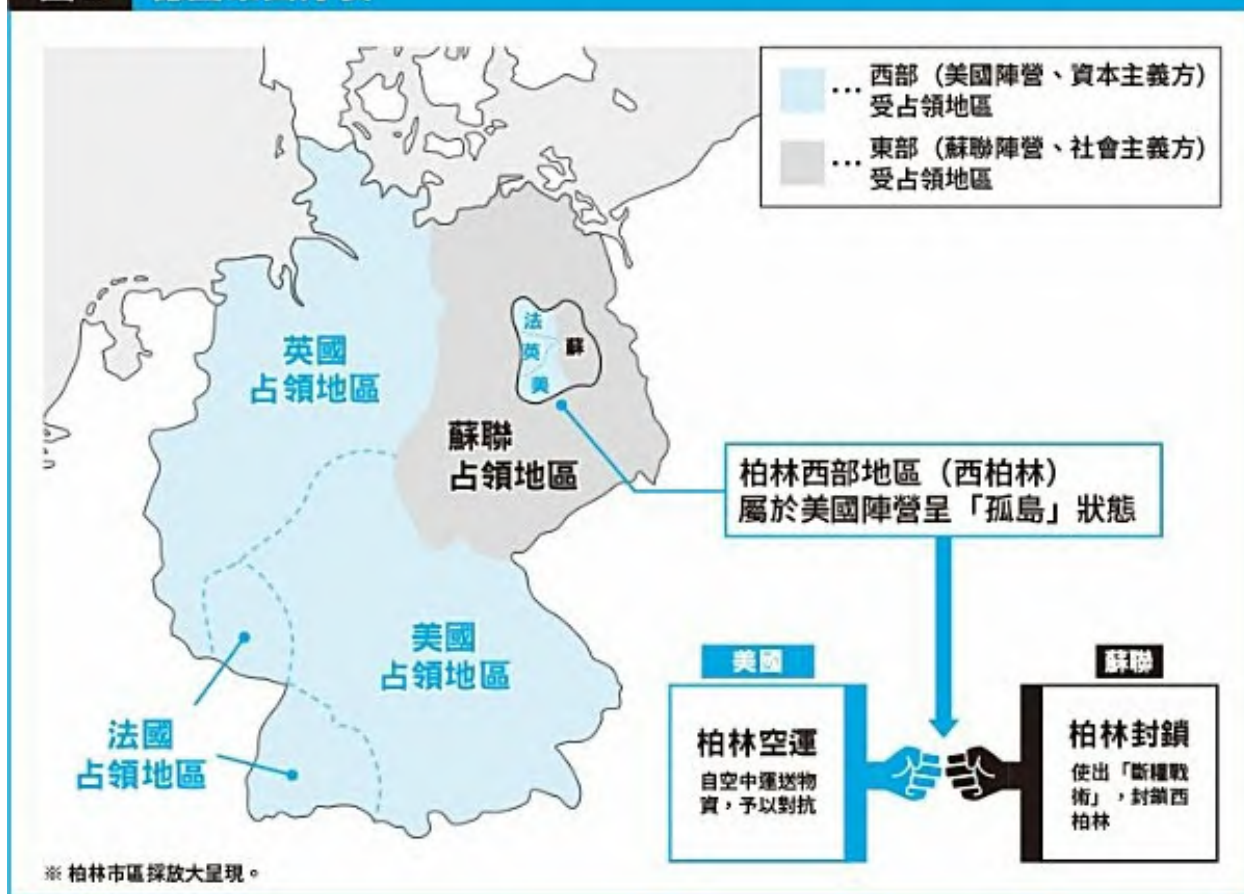 … 西部（美國陣營、資本主義方）
受占領地區
… 東部（蘇聯陣營、社會主義方）
受占領地區
法
英
蘇
美
英國
占領地區
蘇聯
占領地區
柏林西部地區（西柏林）
屬於美國陣營呈「孤島」狀態
美國
占領地區
法國
占領地區
美國
柏林空運
自空中運送物
資，予以對抗
蘇聯
柏林封鎖
使出「斷糧戰
術」，封鎖西
柏林
※ 柏林市區採放大呈現。